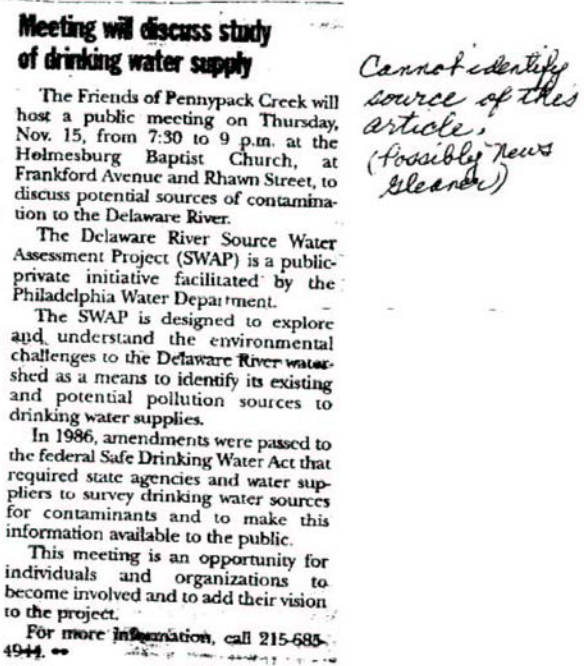 Meeting will discuss study
of drinking water supply
The Friends of Pennypack Creek will
host a public meeting on Thursday,
Nov. 15, from 7:30 to 9 p.m. at the
Holmesburg Baptist Church, at
Frankford Avenue and Rhawn Street, to
discuss potential sources of contamina-
tion to the Delaware River.
The Delaware River Source Water
Assessment Project (SWAP) is a public-
private initiative facilitated by the
Philadelphia Water Department.
The SWAP is designed to explore
and understand the environmental
challenges to the Delaware River water-
shed as a means to identify its existing
and potential pollution sources to
drinking water supplies.
In 1986, amendments were passed to
the federal Safe Drinking Water Act that
required state agencies and water sup-
pliers to survey drinking water sources
for contaminants and to make this
information available to the public.
This meeting is an opportunity for
individuals and organizations to
become involved and to add their vision
to the project.
For more information, call 215-685-
4944.
Cannot identify
source of this
article.
(Possibly News
Gleaner)